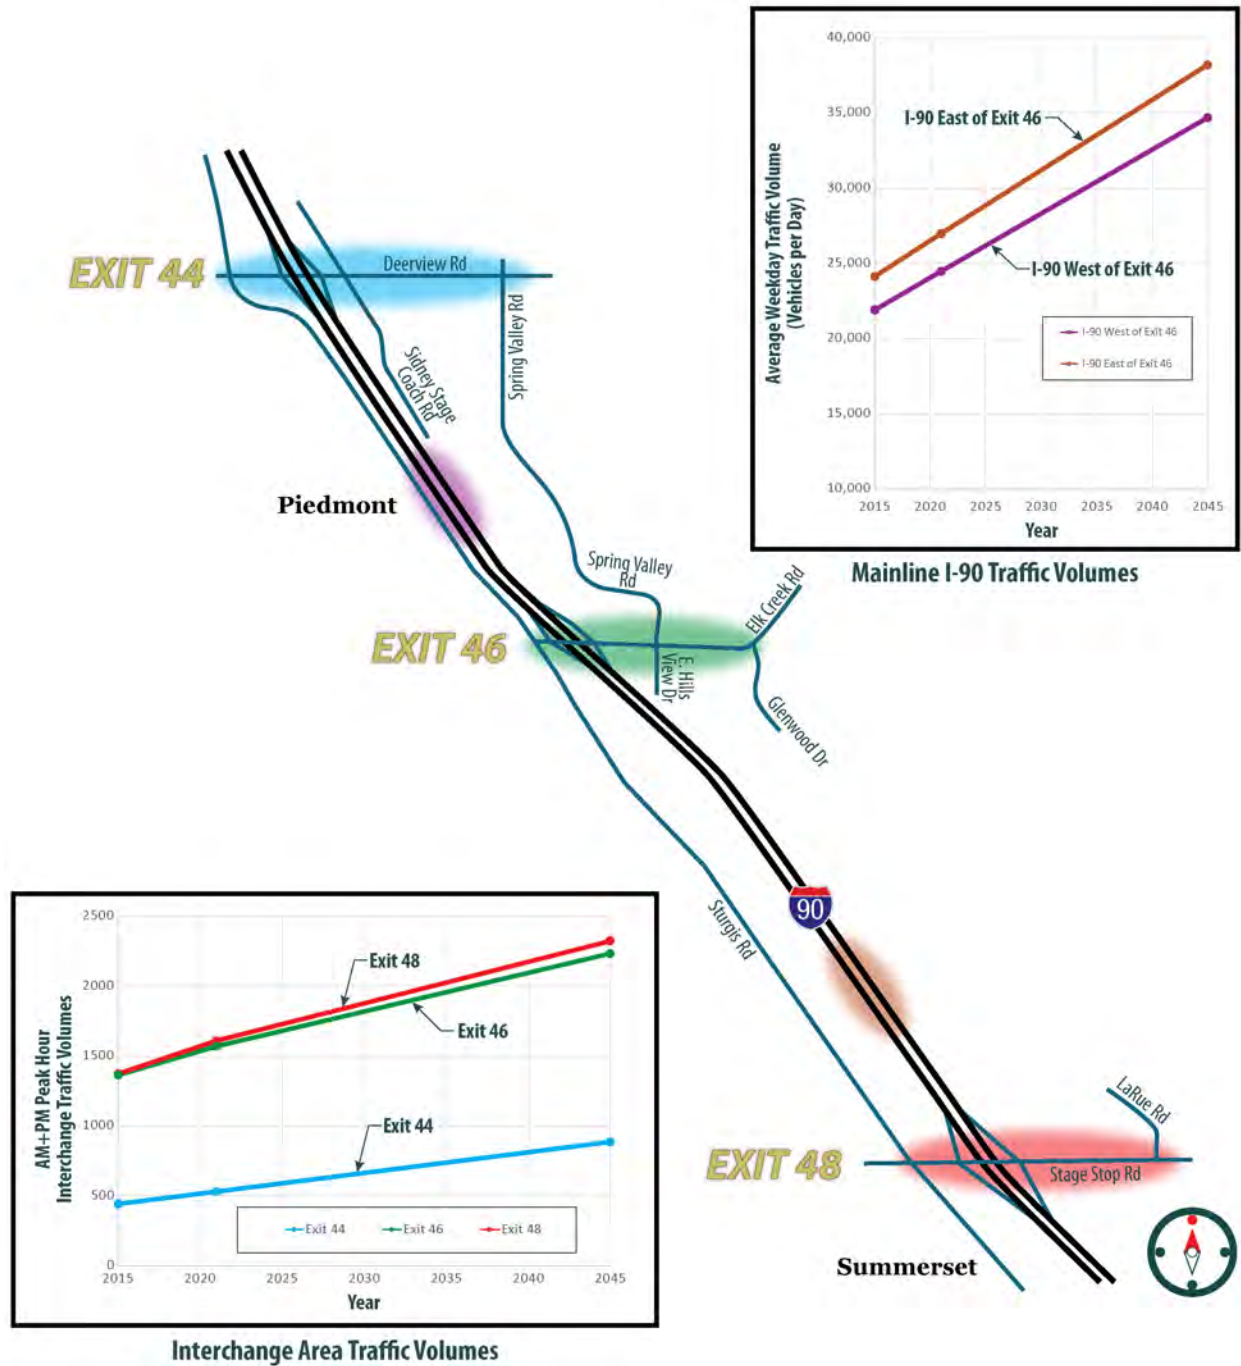 40,000
35,000
30,000
25,000
20,000
15,000
10,000
2015 2020 2025 2030 2035 2040 2045
Year
Average Weekday Traffic Volume
(Vehicles per Day)
I-90 East of Exit 46
I-90 West of Exit 46
I-90 West of Exit 46
I-90 East of Exit 46
Mainline I-90 Traffic Volumes
EXIT 44
Deerview Rd
Spring Valley Rd
Sidney Stage
Coach Rd
Piedmont
Spring Valley
Rd
Elk Creek Rd
EXIT 46
E. Hills
View Dr
Glenwood Dr
90
Sturgis Rd
LaRue Rd
EXIT 48
Stage Stop Rd
Summerset
2500
2000
1500
1000
500
0
2015 2020 2025 2030 2035 2040 2045
Year
AM+PM Peak Hour
Interchange Traffic Volumes
Exit 48
Exit 46
Exit 44
Exit 44 Exit 46 Exit 48
Interchange Area Traffic Volumes